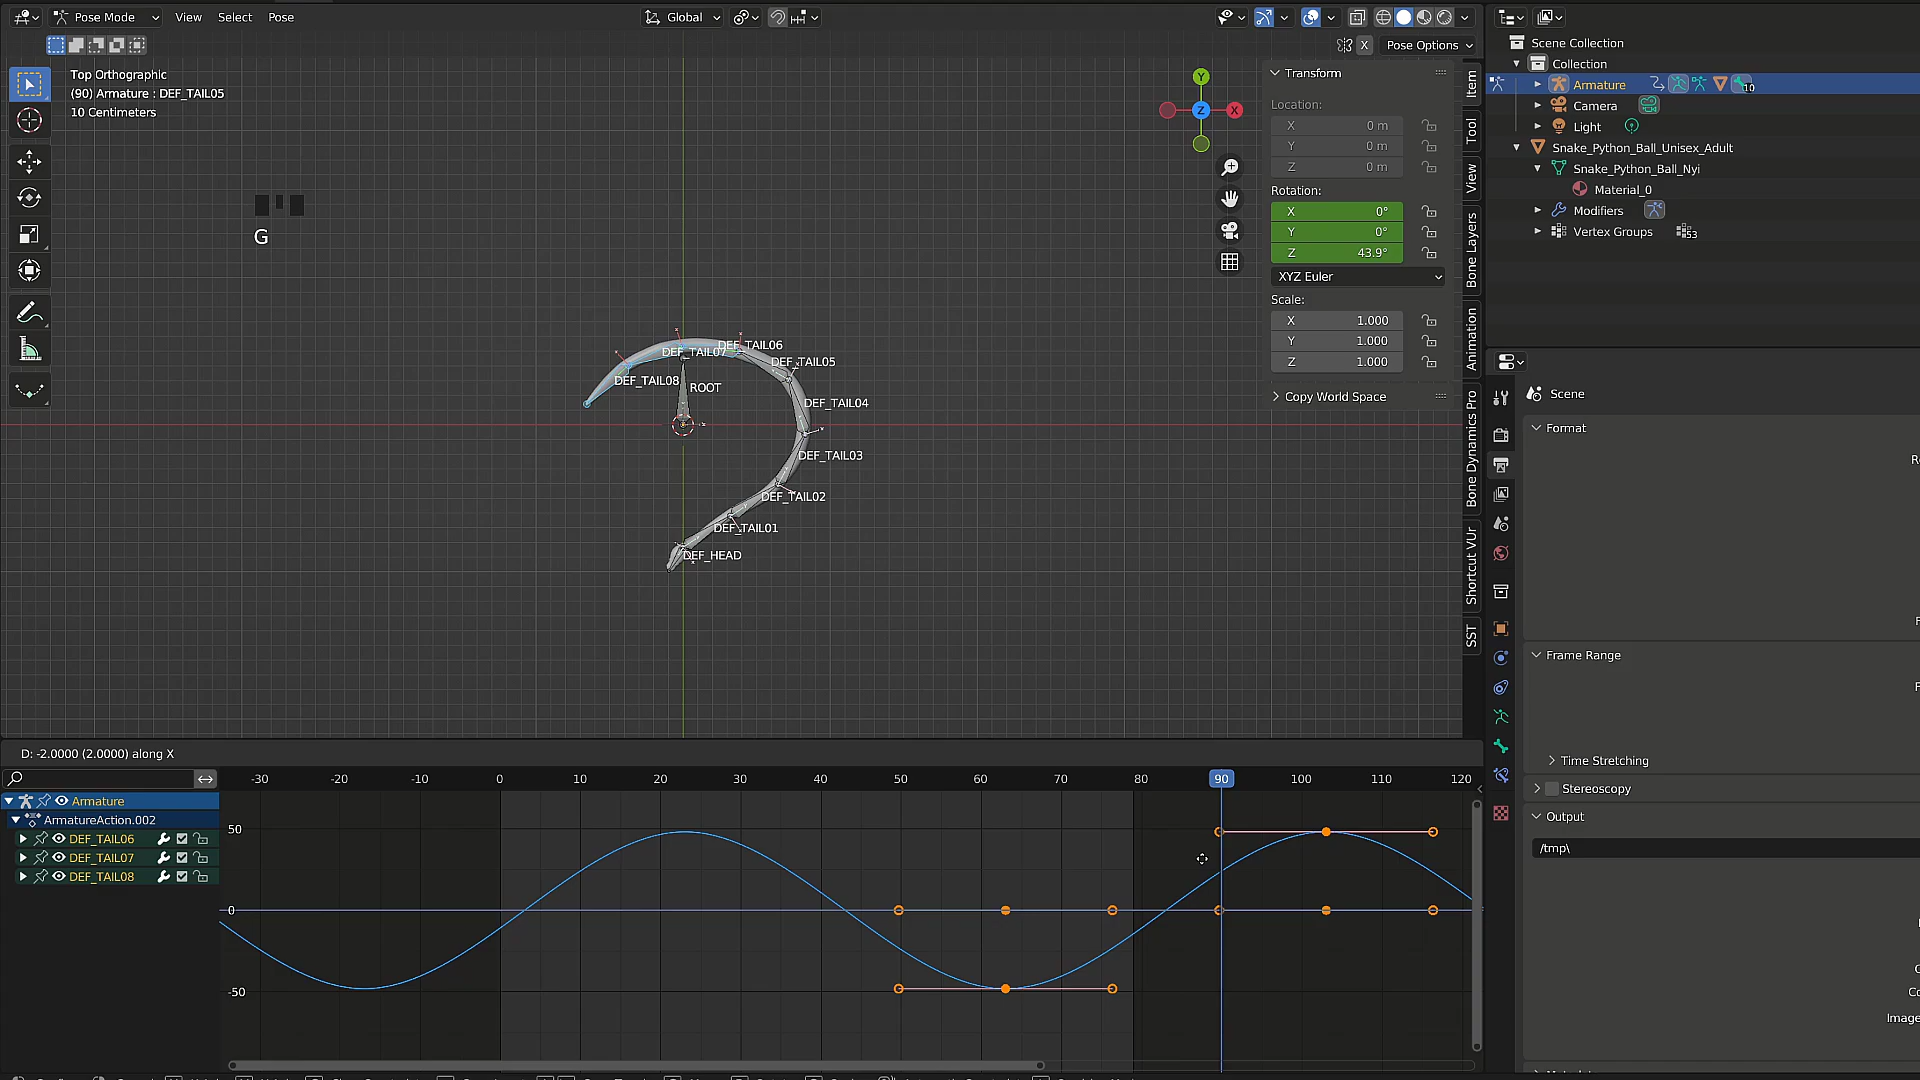 Pose Mode View Select Pose Global
X Pose Options
Top Orthographic
(90) Armature : DEF_TAIL05
10 Centimeters
G
Y
Z
X
DEF_TAIL06
DEF_TAIL07
DEF_TAIL05
DEF_TAIL08
ROOT
DEF_TAIL04
DEF_TAIL03
DEF_TAIL02
DEF_TAIL01
DEF_HEAD
Transform
Location:
X 0 m
Y 0 m
Z 0 m
Rotation:
X 0°
Y 0°
Z 43.9°
XYZ Euler
Scale:
X 1.000
Y 1.000
Z 1.000
Copy World Space
Item
Tool
View
Bone Layers
Animation
Bone Dynamics Pro
Shortcut VUr
SST
Scene Collection
Collection
Armature 10
Camera
Light
Snake_Python_Ball_Unisex_Adult
Snake_Python_Ball_Nyi
Material_0
Modifiers
Vertex Groups 53
Scene
Format
Frame Range
Time Stretching
Stereoscopy
Output
/tmp\
Image
D: -2.0000 (2.0000) along X
-30 -20 -10 0 10 20 30 40 50 60 70 80 90 100 110 120
Armature
ArmatureAction.002
DEF_TAIL06
DEF_TAIL07
DEF_TAIL08
50
0
-50